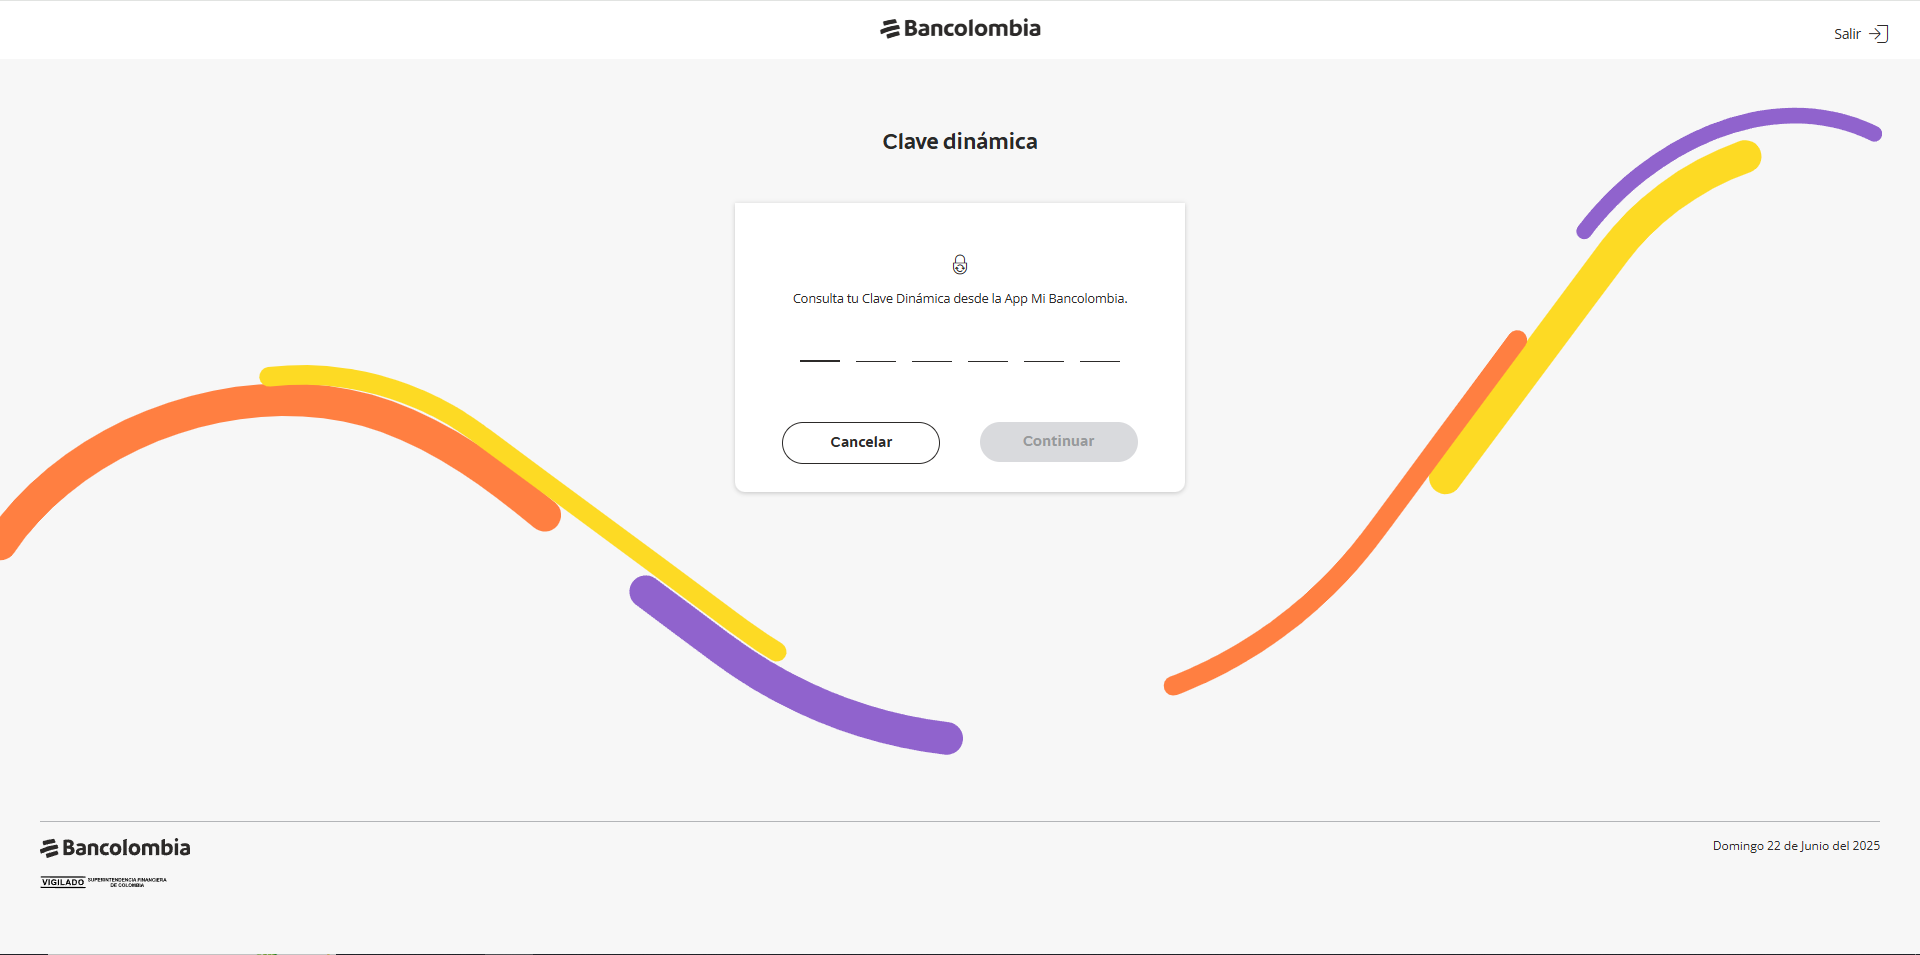 Bancolombia
Salir
Clave dinámica
Consulta tu Clave Dinámica desde la App Mi Bancolombia.
Cancelar
Continuar
Bancolombia
Domingo 22 de Junio del 2025
VIGILADO SUPERINTENDENCIA FINANCIERA
DE COLOMBIA